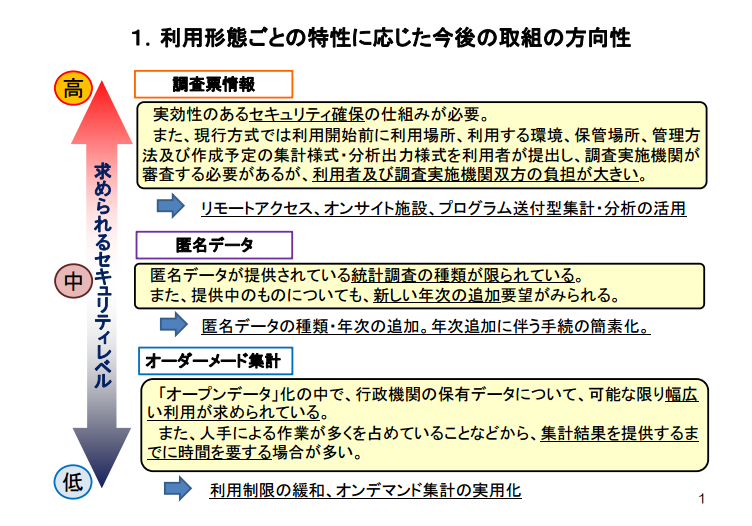 1．利用形態ごとの特性に応じた今後の取組の方向性
高
調査票情報
実効性のあるセキュリティ確保の仕組みが必要。
また、現行方式では利用開始前に利用場所、利用する環境、保管場所、管理方
法及び作成予定の集計様式・分析出力様式を利用者が提出し、調査実施機関が
審査する必要があるが、利用者及び調査実施機関双方の負担が大きい。
リモートアクセス、オンサイト施設、プログラム送付型集計・分析の活用
求められるセキュリティレベル
匿名データ
中
匿名データが提供されている統計調査の種類が限られている。
また、提供中のものについても、新しい年次の追加要望がみられる。
匿名データの種類・年次の追加。年次追加に伴う手続の簡素化。
オーダーメード集計
「オープンデータ」化の中で、行政機関の保有データについて、可能な限り幅広
い利用が求められている。
また、人手による作業が多くを占めていることなどから、集計結果を提供するま
でに時間を要する場合が多い。
低
利用制限の緩和、オンデマンド集計の実用化
1